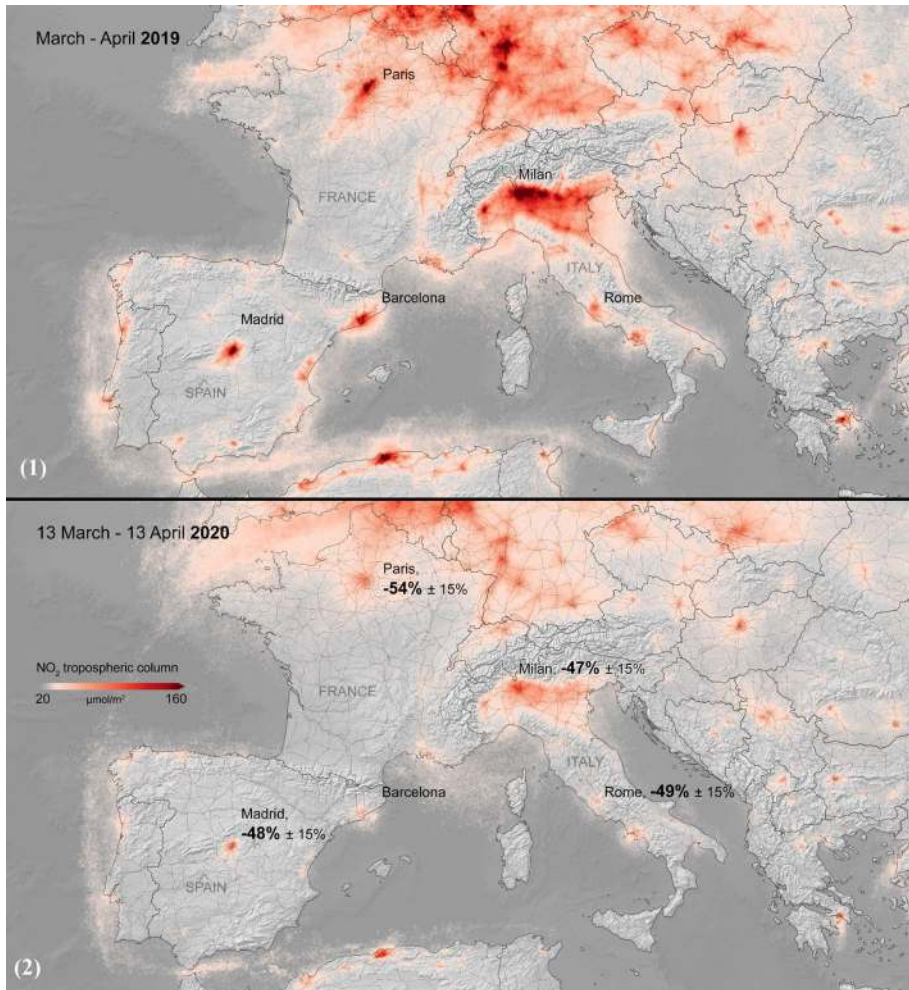 March - April 2019
Paris
Milan
FRANCE
ITALY
Barcelona
Rome
Madrid
SPAIN
(1)
13 March - 13 April 2020
Paris,
-54% ± 15%
NO₂ tropospheric column
20 µmol/m² 160
Milan, -47% ± 15%
FRANCE
ITALY
Barcelona
Rome, -49% ± 15%
Madrid,
-48% ± 15%
SPAIN
(2)